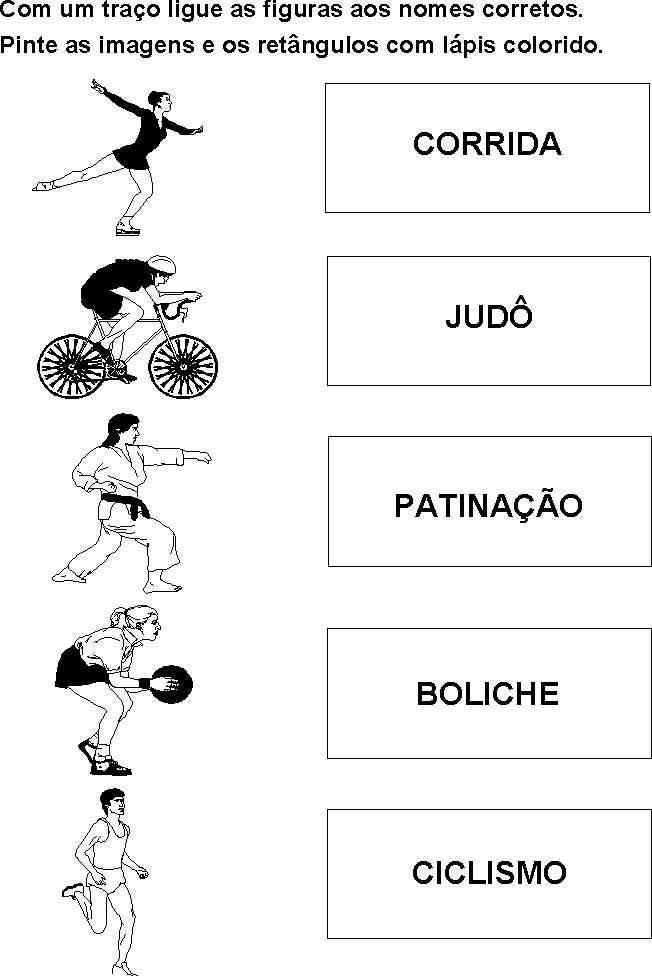 Com um traço ligue as figuras aos nomes corretos.
Pinte as imagens e os retângulos com lápis colorido.
CORRIDA
JUDÔ
PATINAÇÃO
BOLICHE
CICLISMO